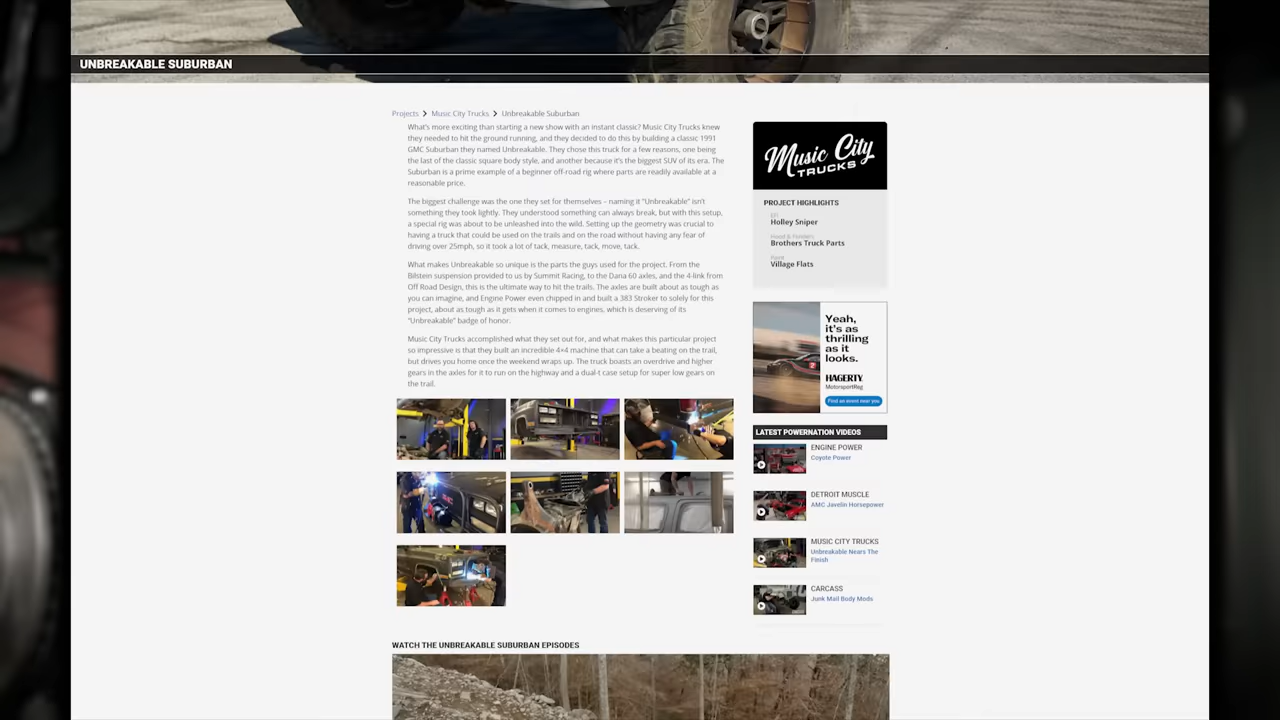 UNBREAKABLE SUBURBAN
Projects > Music City Trucks > Unbreakable Suburban
What's more exciting than starting a new show with an instant classic? Music City Trucks knew
they needed to hit the ground running, and they decided to do this by building a classic 1991
GMC Suburban they named Unbreakable. They chose this truck for a few reasons, one being
the last of the classic square body style, and another because it's the biggest SUV of its era. The
Suburban is a prime example of a beginner off-road rig where parts are readily available at a
reasonable price.
The biggest challenge was the one they set for themselves – naming it "Unbreakable" isn't
something they took lightly. They understood something can always break, but with this setup,
a special rig was about to be unleashed into the wild. Setting up the geometry was crucial to
having a truck that could be used on the trails and on the road without having any fear of
driving over 25mph, so it took a lot of tack, measure, tack, move, tack.
What makes Unbreakable so unique is the parts the guys used for the project. From the
Bilstein suspension provided to us by Summit Racing, to the Dana 60 axles, and the 4-link from
Off Road Design, this is the ultimate way to hit the trails. The axles are built about as tough as
you can imagine, and Engine Power even chipped in and built a 383 Stroker to solely for this
project, about as tough as it gets when it comes to engines, which is deserving of its
"Unbreakable" badge of honor.
Music City Trucks accomplished what they set out for, and what makes this particular project
so impressive is that they built an incredible 4×4 machine that can take a beating on the trail,
but drives you home once the weekend wraps up. The truck boasts an overdrive and higher
gears in the axles for it to run on the highway and a dual-t case setup for super low gears on
the trail.
Music City
TRUCKS
PROJECT HIGHLIGHTS
EFI
Holley Sniper
Hood & Fenders
Brothers Truck Parts
Paint
Village Flats
Yeah,
it's as
thrilling
as it
looks.
HAGERTY
MotorsportReg
Find an event near you
LATEST POWERNATION VIDEOS
ENGINE POWER
Coyote Power
DETROIT MUSCLE
AMC Javelin Horsepower
MUSIC CITY TRUCKS
Unbreakable Nears The
Finish
CARCASS
Junk Mail Body Mods
WATCH THE UNBREAKABLE SUBURBAN EPISODES